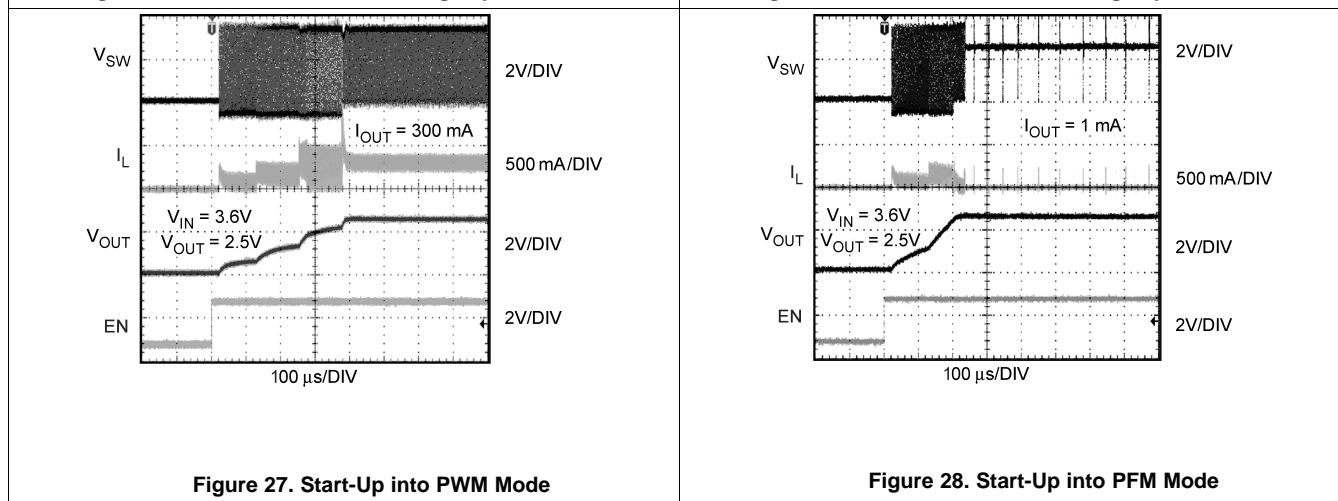 V_SW
2V/DIV
I_OUT = 300 mA
I_L
500 mA/DIV
V_IN = 3.6V
V_OUT = 2.5V
V_OUT
2V/DIV
EN
2V/DIV
100 µs/DIV
Figure 27. Start-Up into PWM Mode
V_SW
2V/DIV
I_OUT = 1 mA
I_L
500 mA/DIV
V_IN = 3.6V
V_OUT = 2.5V
V_OUT
2V/DIV
EN
2V/DIV
100 µs/DIV
Figure 28. Start-Up into PFM Mode